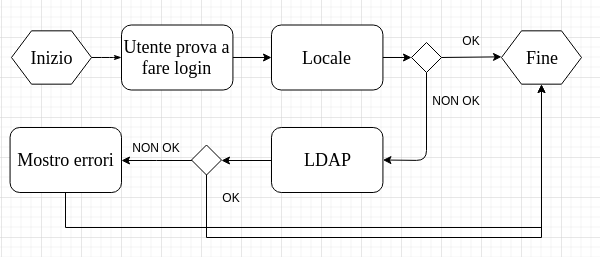 Inizio
Utente prova a
fare login
Locale
OK
Fine
NON OK
Mostro errori
NON OK
LDAP
OK